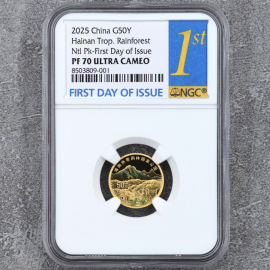 2025 China G50Y
Hainan Trop. Rainforest
Ntl Pk-First Day of Issue
PF 70 ULTRA CAMEO
8503809-001
1st
FIRST DAY OF ISSUE
NGC